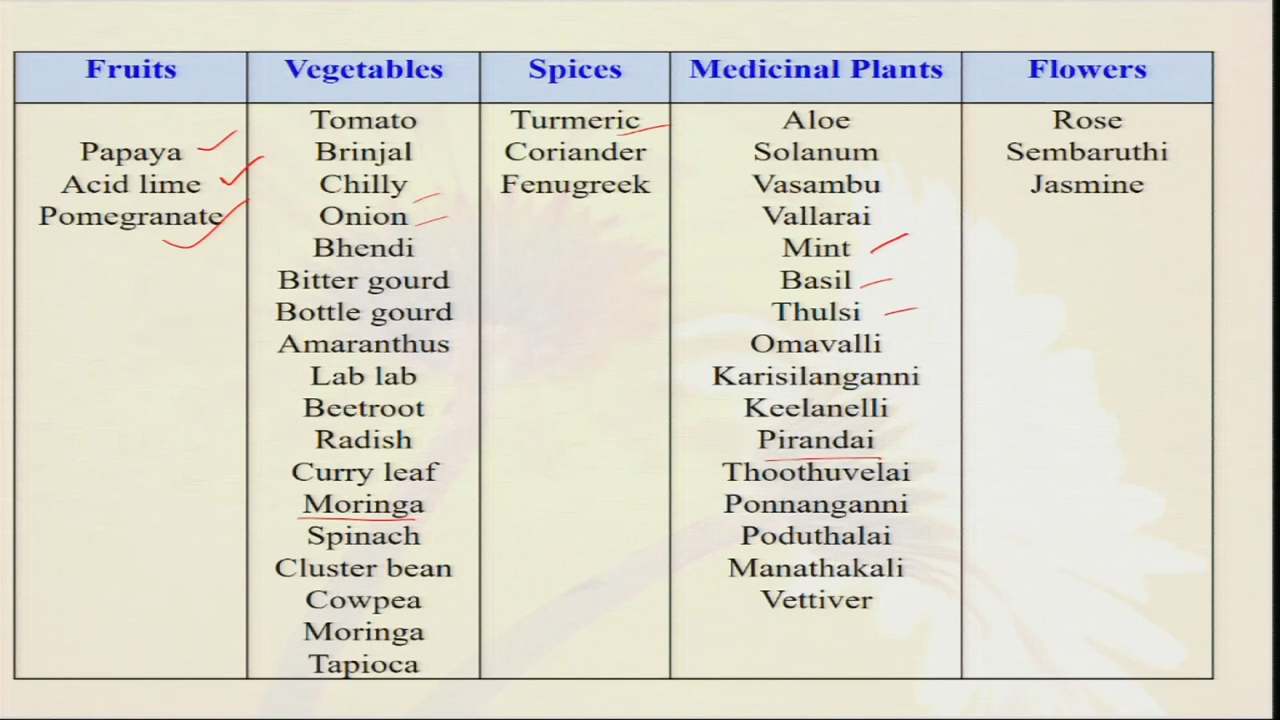 Fruits Vegetables Spices Medicinal Plants Flowers
Tomato Turmeric Aloe Rose
Papaya Brinjal Coriander Solanum Sembaruthi
Acid lime Chilly Fenugreek Vasambu Jasmine
Pomegranate Onion Vallarai
Bhendi Mint
Bitter gourd Basil
Bottle gourd Thulsi
Amaranthus Omavalli
Lab lab Karisilanganni
Beetroot Keelanelli
Radish Pirandai
Curry leaf Thoothuvelai
Moringa Ponnanganni
Spinach Poduthalai
Cluster bean Manathakali
Cowpea Vettiver
Moringa
Tapioca